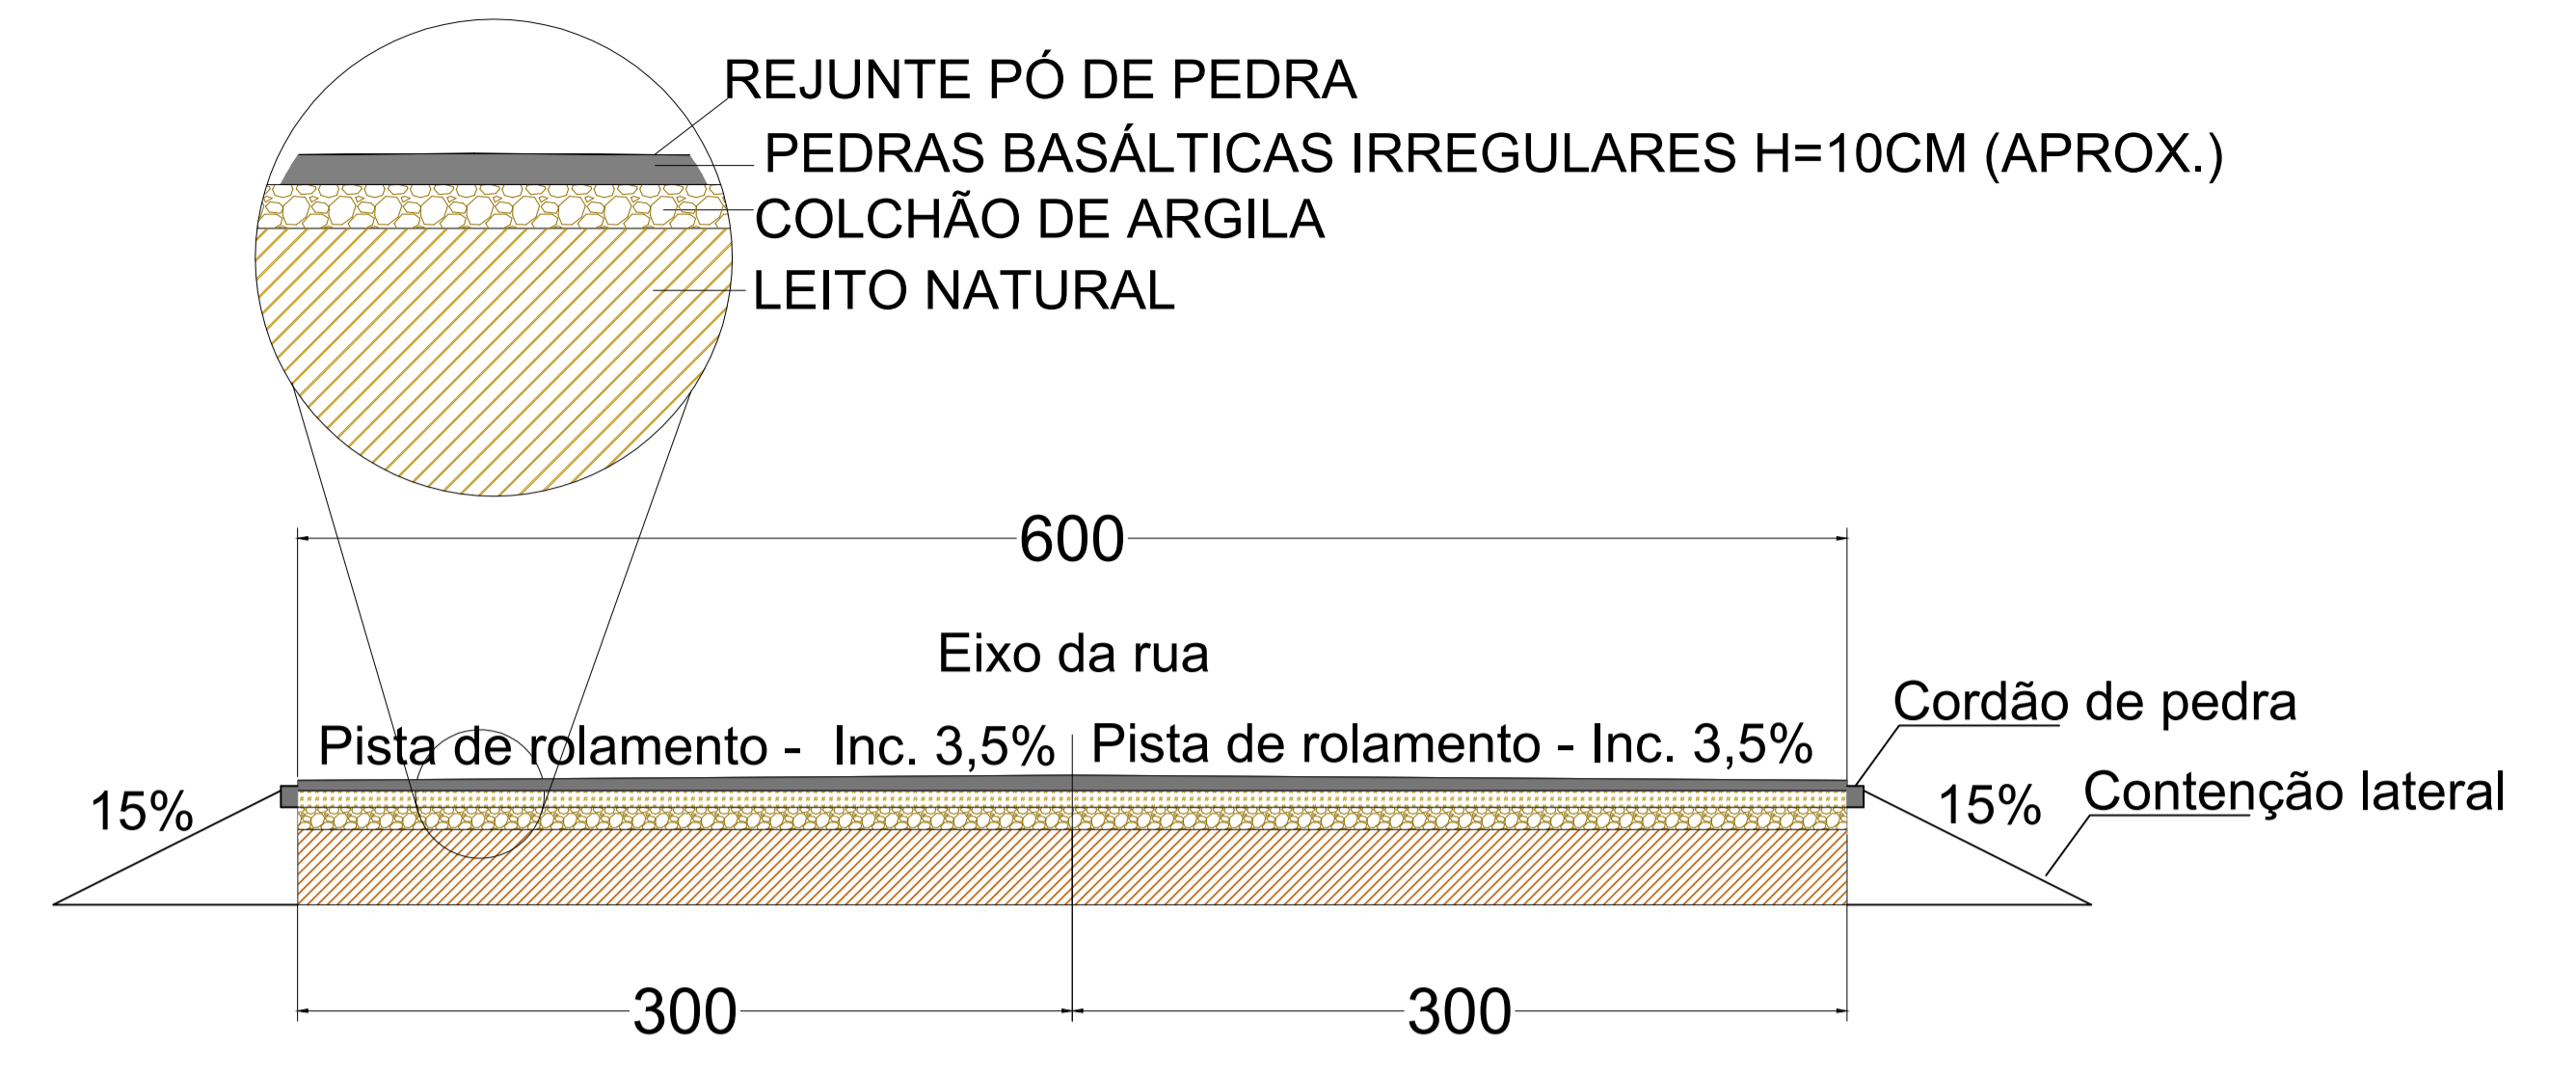 REJUNTE PÓ DE PEDRA
PEDRAS BASÁLTICAS IRREGULARES H=10CM (APROX.)
COLCHÃO DE ARGILA
LEITO NATURAL
600
Eixo da rua
Cordão de pedra
Pista de rolamento - Inc. 3,5%
Pista de rolamento - Inc. 3,5%
Contenção lateral
15%
15%
300
300